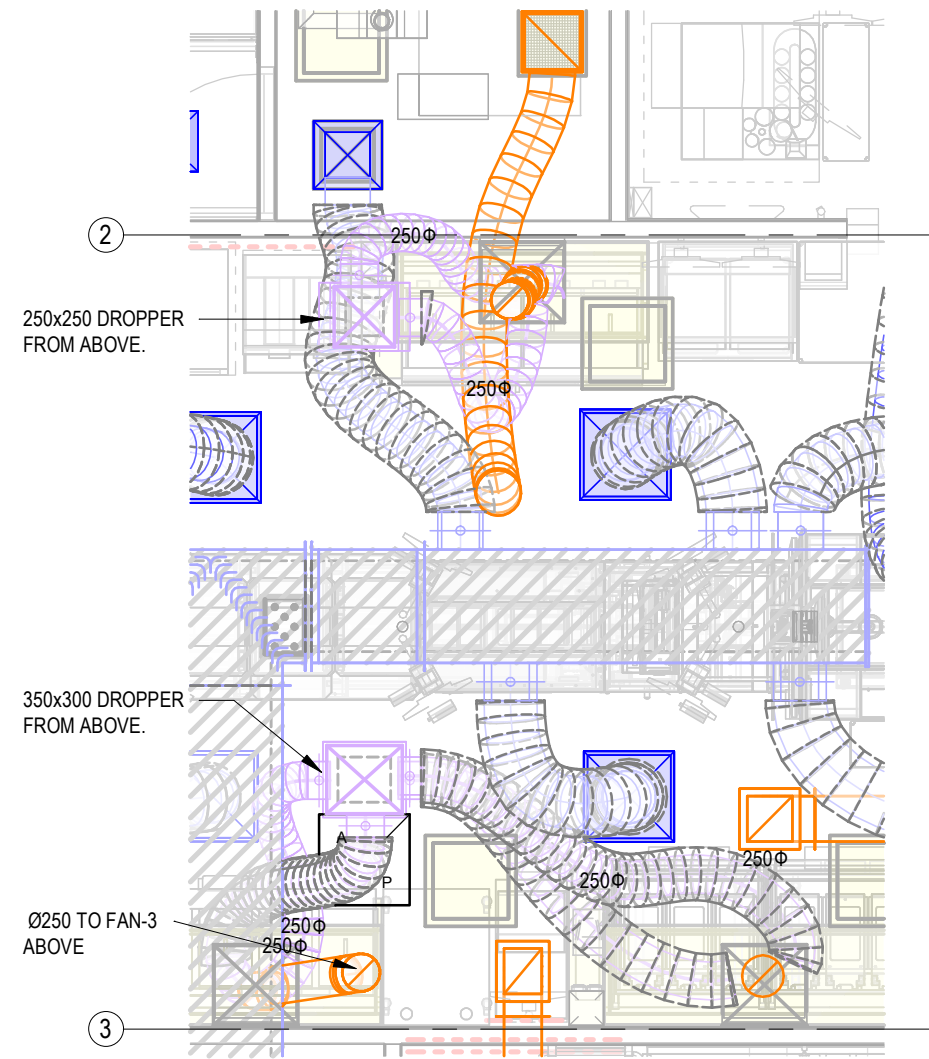 2
250Φ
250x250 DROPPER
FROM ABOVE.
250Φ
350x300 DROPPER
FROM ABOVE.
A
P
250Φ
250Φ
Ø250 TO FAN-3
ABOVE
250Φ
250Φ
3